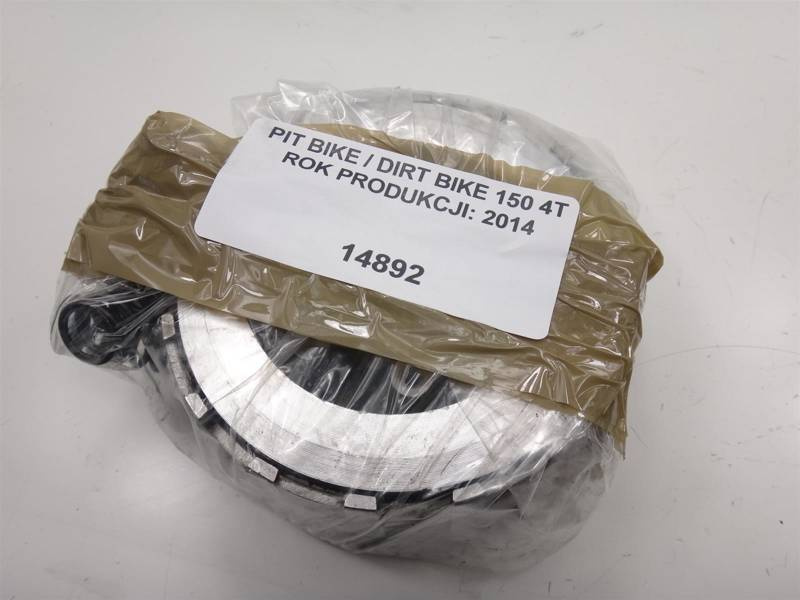 PIT BIKE / DIRT BIKE 150 4T
ROK PRODUKCJI: 2014
14892